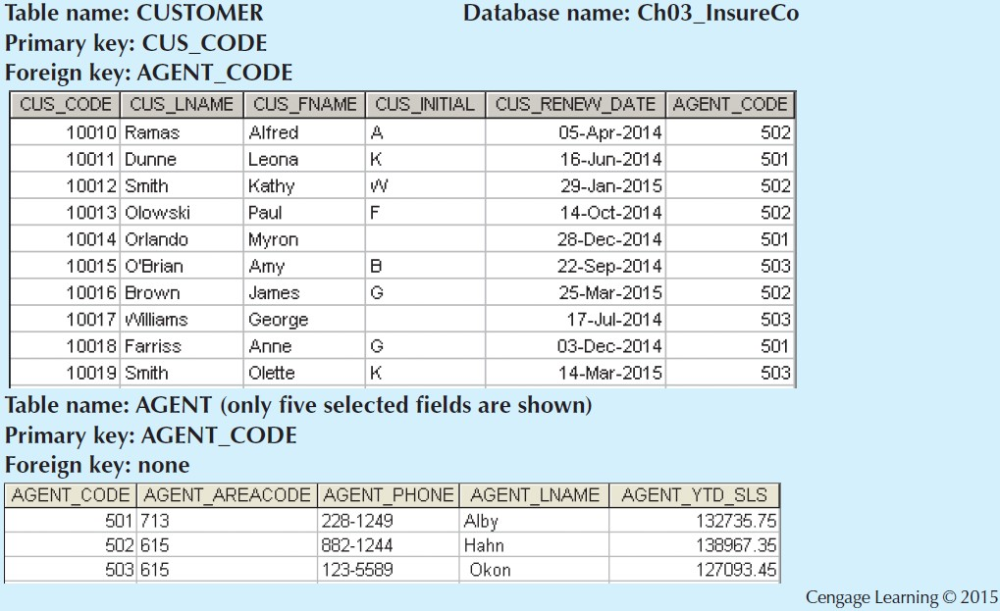 Table name: CUSTOMER Database name: Ch03_InsureCo
Primary key: CUS_CODE
Foreign key: AGENT_CODE
CUS_CODE CUS_LNAME CUS_FNAME CUS_INITIAL CUS_RENEW_DATE AGENT_CODE
10010 Ramas Alfred A 05-Apr-2014 502
10011 Dunne Leona K 16-Jun-2014 501
10012 Smith Kathy W 29-Jan-2015 502
10013 Olowski Paul F 14-Oct-2014 502
10014 Orlando Myron 28-Dec-2014 501
10015 O'Brian Amy B 22-Sep-2014 503
10016 Brown James G 25-Mar-2015 502
10017 Williams George 17-Jul-2014 503
10018 Farriss Anne G 03-Dec-2014 501
10019 Smith Olette K 14-Mar-2015 503
Table name: AGENT (only five selected fields are shown)
Primary key: AGENT_CODE
Foreign key: none
AGENT_CODE AGENT_AREACODE AGENT_PHONE AGENT_LNAME AGENT_YTD_SLS
501 713 228-1249 Alby 132735.75
502 615 882-1244 Hahn 138967.35
503 615 123-5589 Okon 127093.45
Cengage Learning © 2015